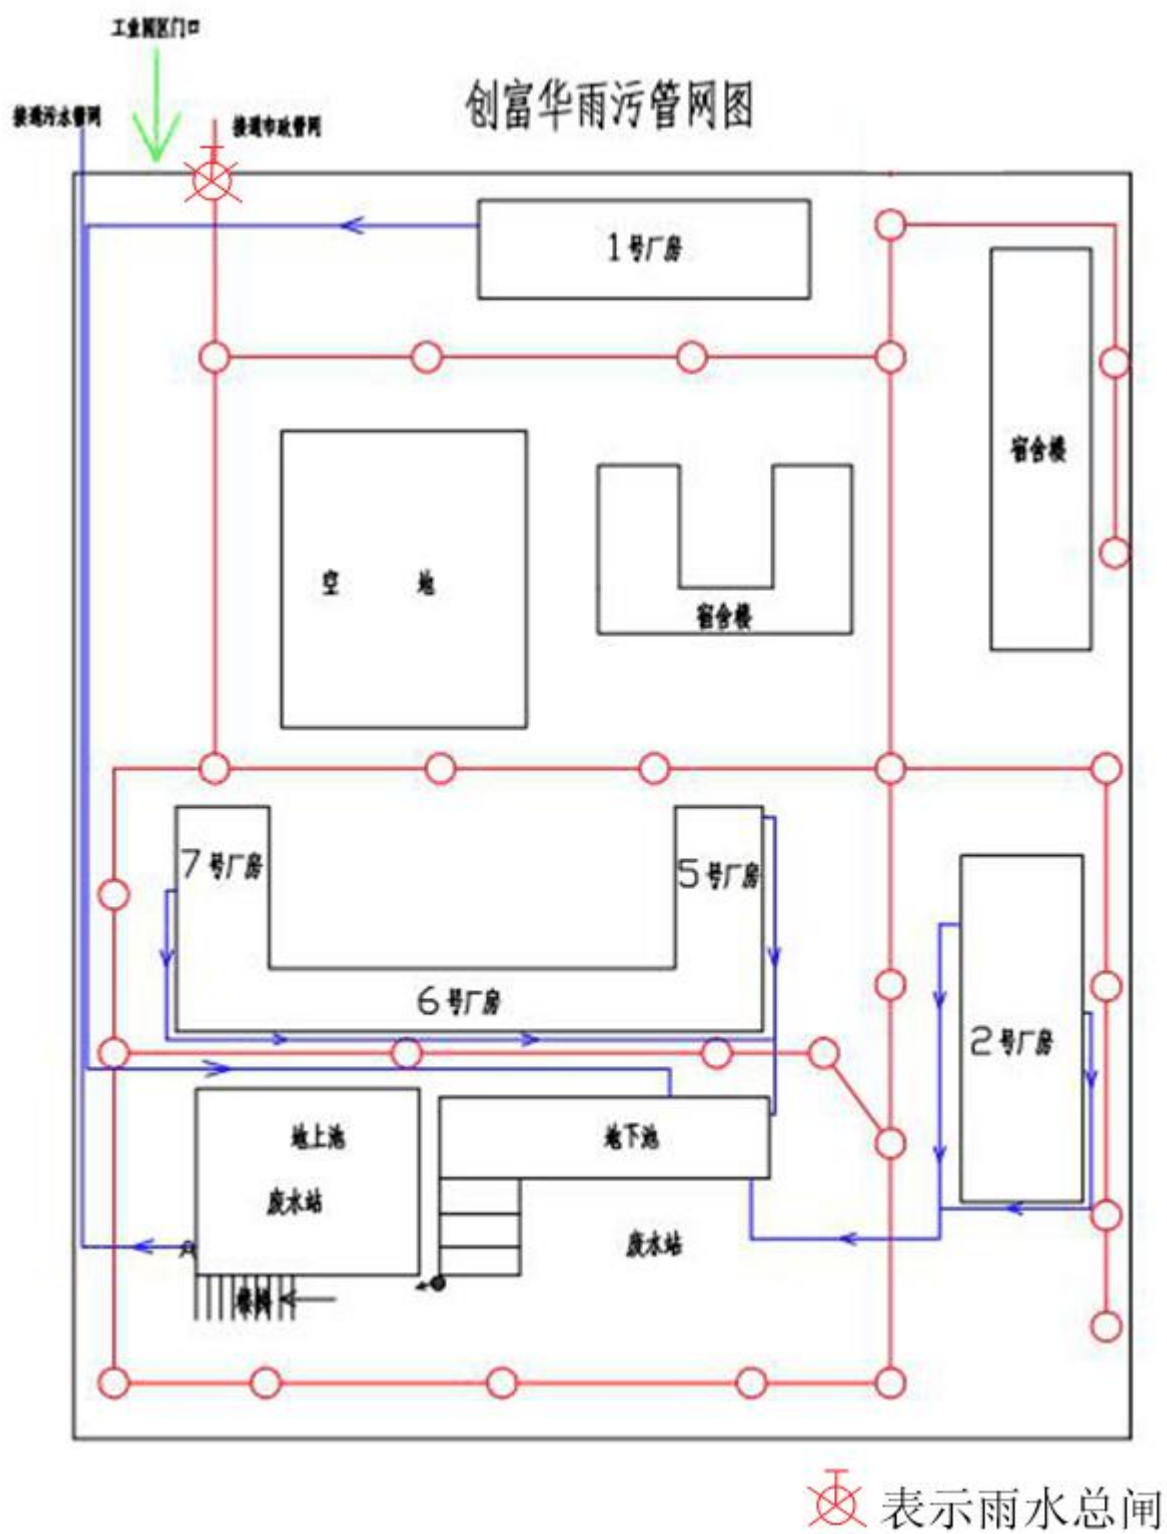 工业园区门口
接通污水管网
接通市政管网
创富华雨污管网图
1号厂房
宿舍楼
空 地
宿舍楼
7号厂房
5号厂房
6号厂房
2号厂房
地上池
地下池
废水站
废水站
表示雨水总闸